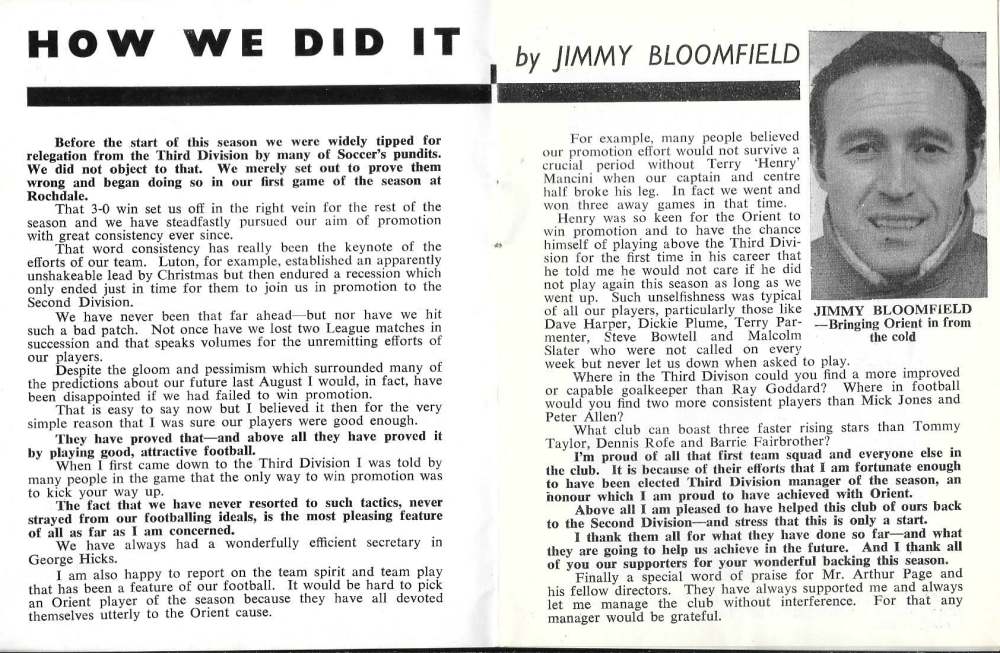 HOW WE DID IT
by JIMMY BLOOMFIELD
Before the start of this season we were widely tipped for
relegation from the Third Division by many of Soccer's pundits.
We did not object to that. We merely set out to prove them
wrong and began doing so in our first game of the season at
Rochdale.
That 3-0 win set us off in the right vein for the rest of the
season and we have steadfastly pursued our aim of promotion
with great consistency ever since.
That word consistency has really been the keynote of the
efforts of our team. Luton, for example, established an apparently
unshakeable lead by Christmas but then endured a recession which
only ended just in time for them to join us in promotion to the
Second Division.
We have never been that far ahead—but nor have we hit
such a bad patch. Not once have we lost two League matches in
succession and that speaks volumes for the unremitting efforts of
our players.
Despite the gloom and pessimism which surrounded many of
the predictions about our future last August I would, in fact, have
been disappointed if we had failed to win promotion.
That is easy to say now but I believed it then for the very
simple reason that I was sure our players were good enough.
They have proved that—and above all they have proved it
by playing good, attractive football.
When I first came down to the Third Division I was told by
many people in the game that the only way to win promotion was
to kick your way up.
The fact that we have never resorted to such tactics, never
strayed from our footballing ideals, is the most pleasing feature
of all as far as I am concerned.
We have always had a wonderfully efficient secretary in
George Hicks.
I am also happy to report on the team spirit and team play
that has been a feature of our football. It would be hard to pick
an Orient player of the season because they have all devoted
themselves utterly to the Orient cause.
For example, many people believed
our promotion effort would not survive a
crucial period without Terry 'Henry'
Mancini when our captain and centre
half broke his leg. In fact we went and
won three away games in that time.
Henry was so keen for the Orient to
win promotion and to have the chance
himself of playing above the Third Divi-
sion for the first time in his career that
he told me he would not care if he did
not play again this season as long as we
went up. Such unselfishness was typical
of all our players, particularly those like
Dave Harper, Dickie Plume, Terry Par-
menter, Steve Bowtell and Malcolm
Slater who were not called on every
week but never let us down when asked to play.
Where in the Third Divison could you find a more improved
or capable goalkeeper than Ray Goddard? Where in football
would you find two more consistent players than Mick Jones and
Peter Allen?
What club can boast three faster rising stars than Tommy
Taylor, Dennis Rofe and Barrie Fairbrother?
I'm proud of all that first team squad and everyone else in
the club. It is because of their efforts that I am fortunate enough
to have been elected Third Division manager of the season, an
honour which I am proud to have achieved with Orient.
Above all I am pleased to have helped this club of ours back
to the Second Division—and stress that this is only a start.
I thank them all for what they have done so far—and what
they are going to help us achieve in the future. And I thank all
of you our supporters for your wonderful backing this season.
Finally a special word of praise for Mr. Arthur Page and
his fellow directors. They have always supported me and always
let me manage the club without interference. For that any
manager would be grateful.
JIMMY BLOOMFIELD
—Bringing Orient in from
the cold